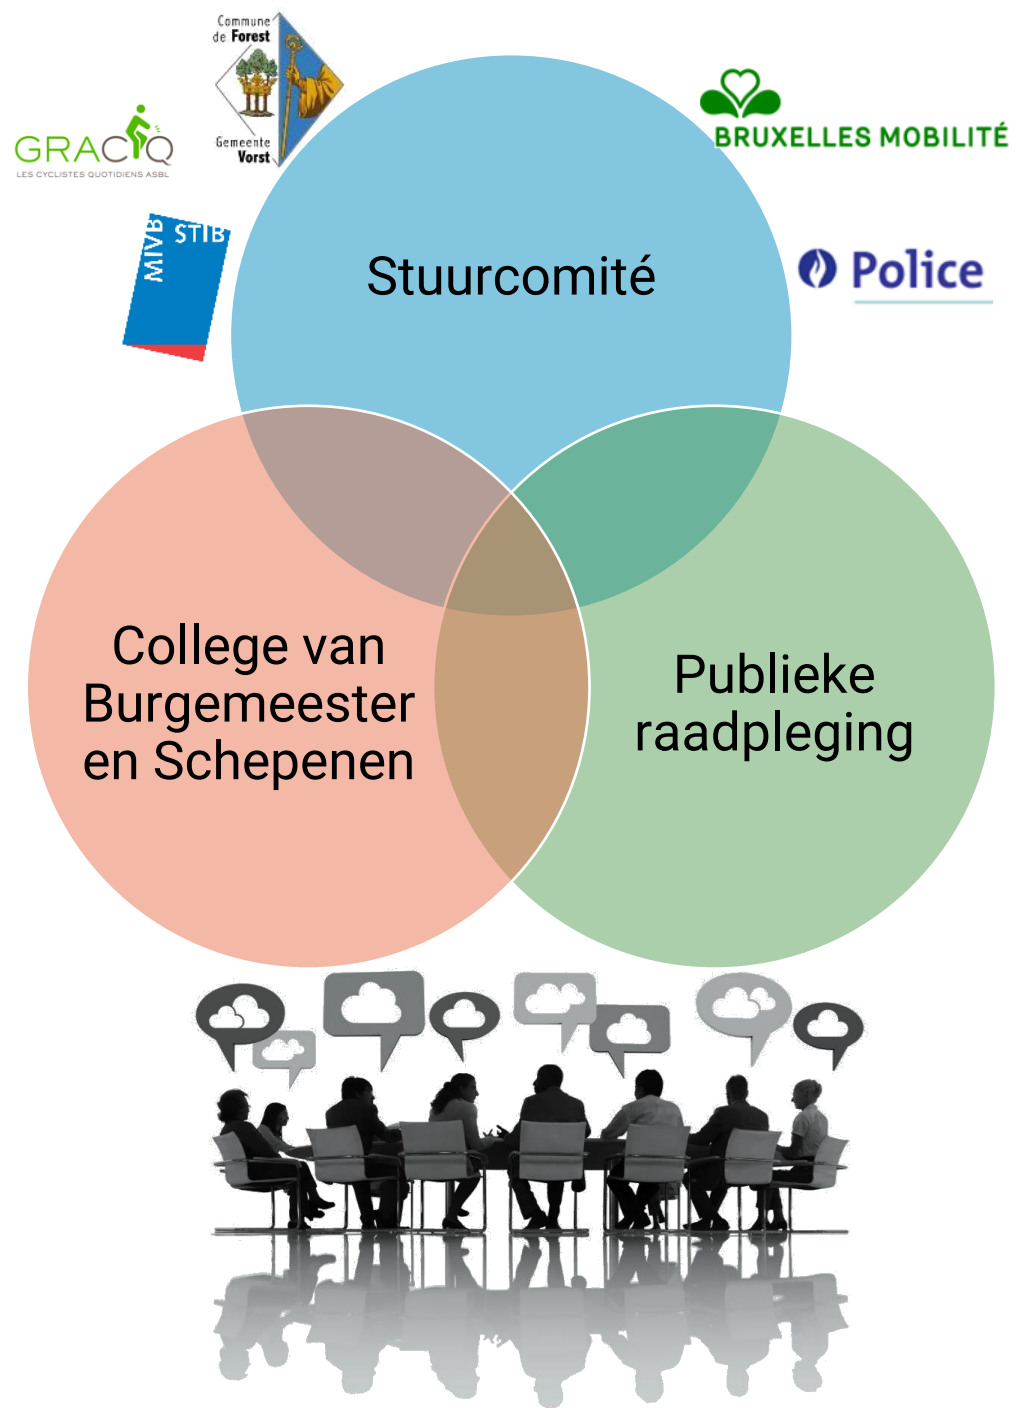 Commune
de Forest
Gemeente
Vorst
GRACQ
LES CYCLISTES QUOTIDIENS ASBL
BRUXELLES MOBILITÉ
MIVB
STIB
Police
Stuurcomité
College van
Burgemeester
en Schepenen
Publieke
raadpleging